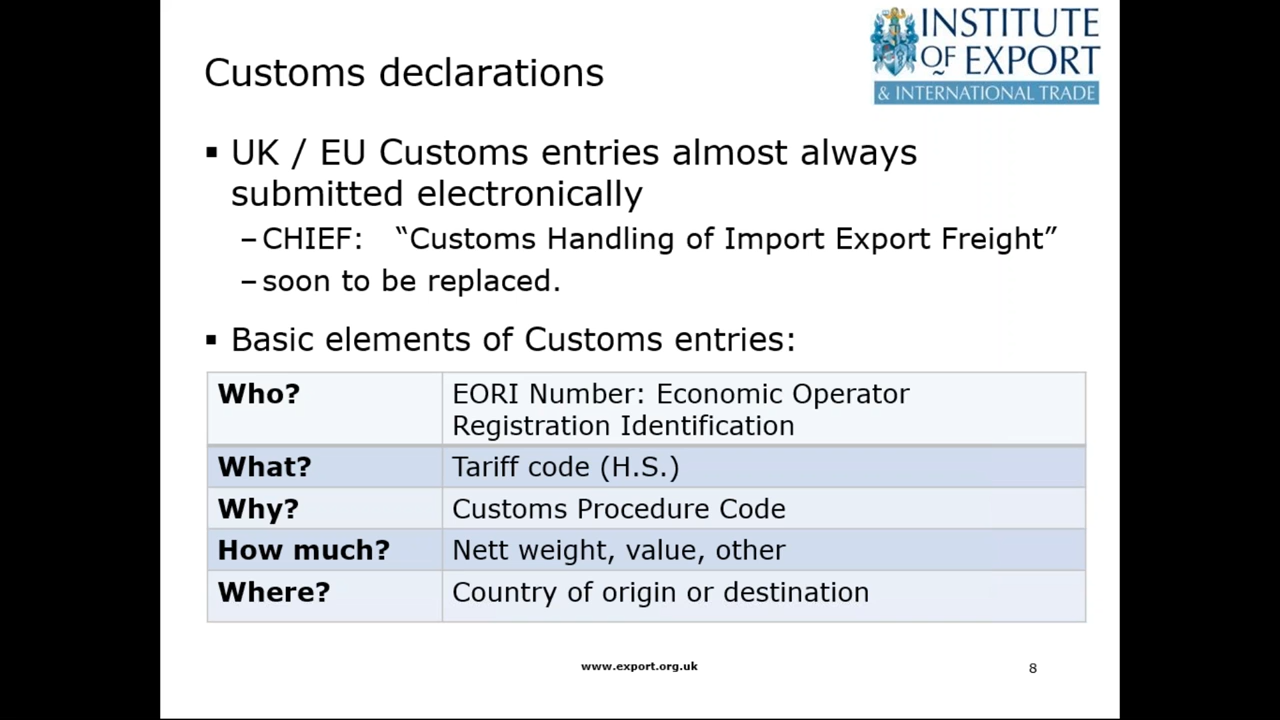 INSTITUTE
OF EXPORT
& INTERNATIONAL TRADE
Customs declarations
▪ UK / EU Customs entries almost always
submitted electronically
– CHIEF: “Customs Handling of Import Export Freight”
– soon to be replaced.
▪ Basic elements of Customs entries:
Who? EORI Number: Economic Operator
Registration Identification
What? Tariff code (H.S.)
Why? Customs Procedure Code
How much? Nett weight, value, other
Where? Country of origin or destination
www.export.org.uk 8